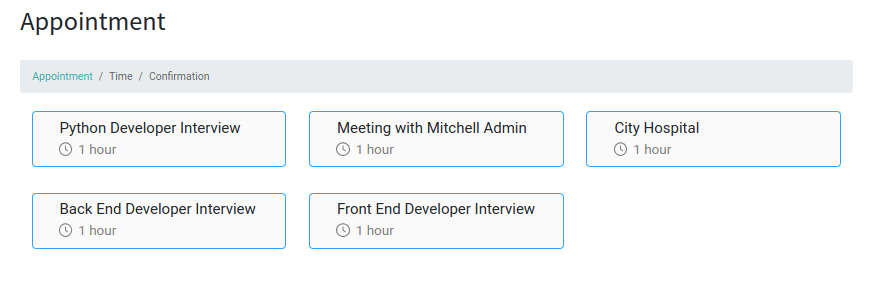 Appointment
Appointment / Time / Confirmation
Python Developer Interview
1 hour
Meeting with Mitchell Admin
1 hour
City Hospital
1 hour
Back End Developer Interview
1 hour
Front End Developer Interview
1 hour